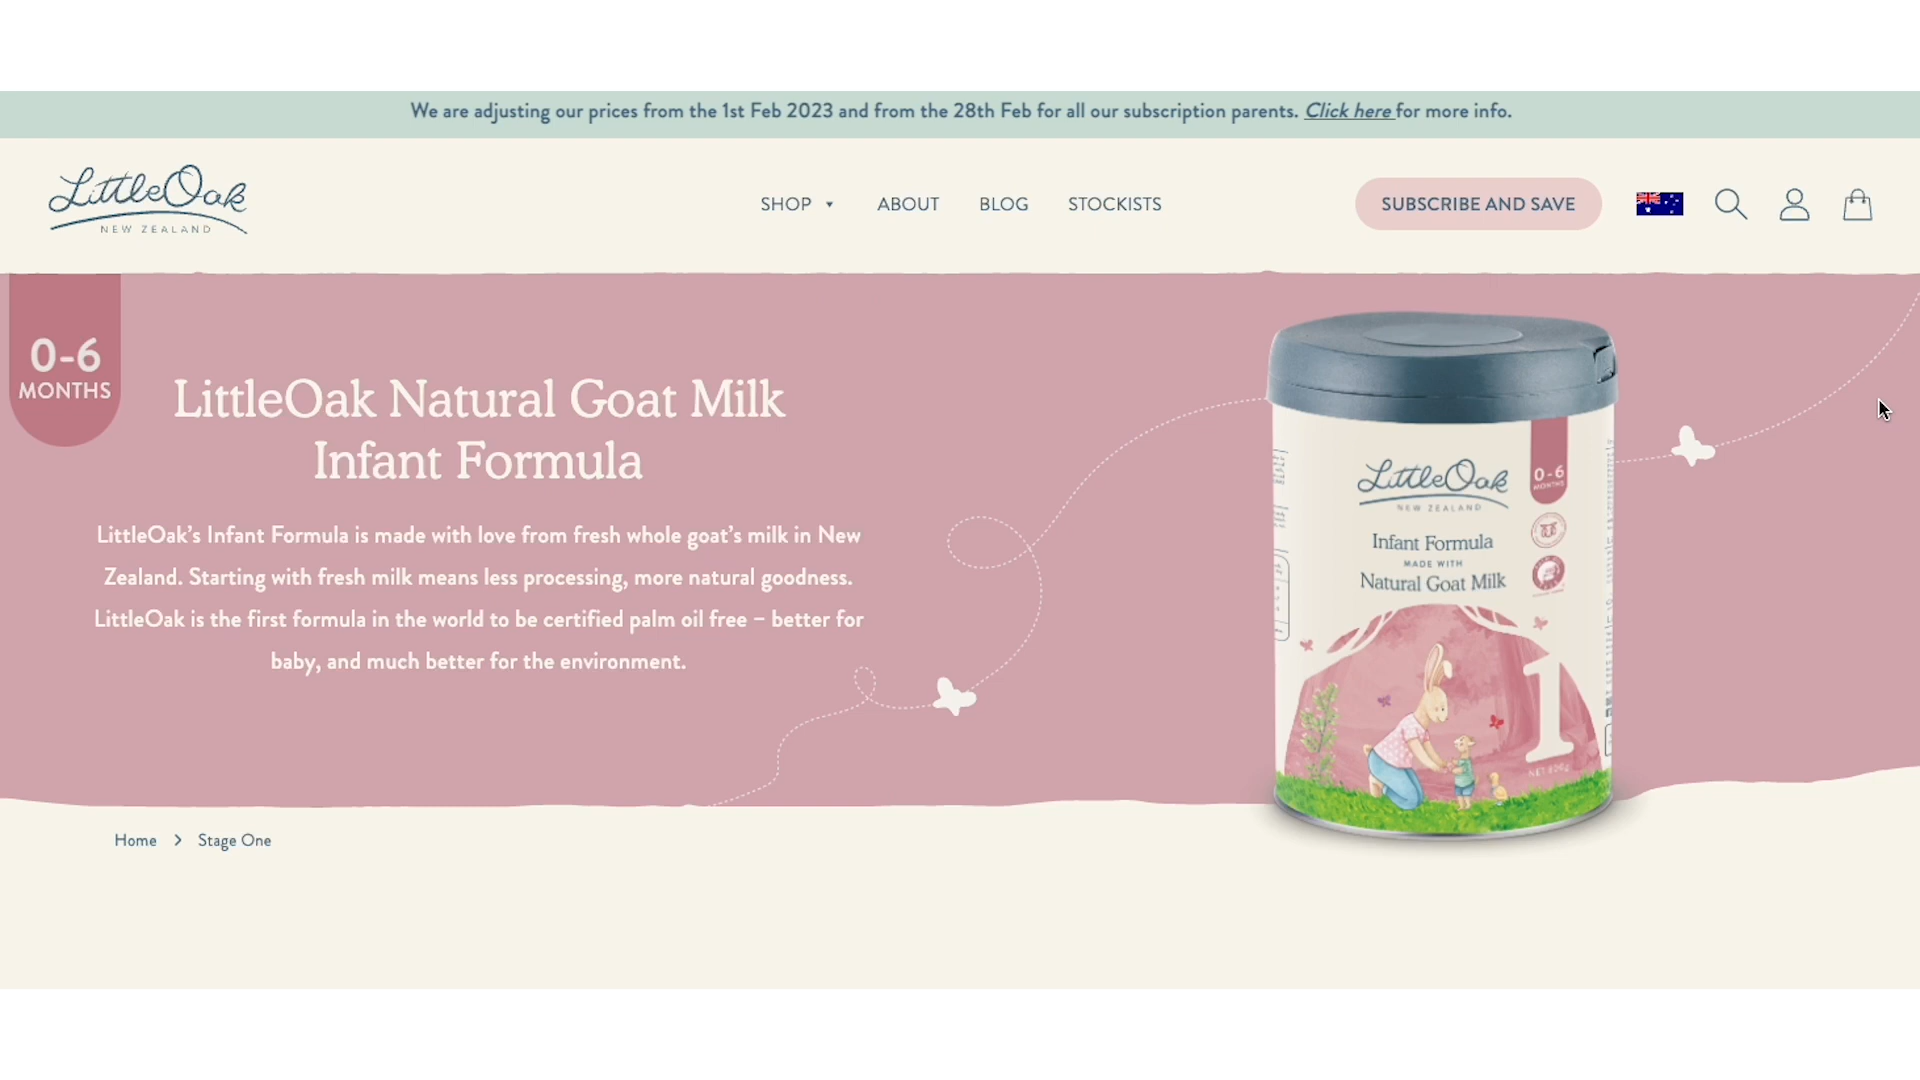 We are adjusting our prices from the 1st Feb 2023 and from the 28th Feb for all our subscription parents. Click here for more info.
LittleOak
NEW ZEALAND
SHOP
ABOUT
BLOG
STOCKISTS
SUBSCRIBE AND SAVE
0-6
MONTHS
LittleOak Natural Goat Milk
Infant Formula
LittleOak’s Infant Formula is made with love from fresh whole goat’s milk in New
Zealand. Starting with fresh milk means less processing, more natural goodness.
LittleOak is the first formula in the world to be certified palm oil free – better for
baby, and much better for the environment.
LittleOak
NEW ZEALAND
0-6
MONTHS
Infant Formula
MADE WITH
Natural Goat Milk
1
NET 800g
Home
Stage One